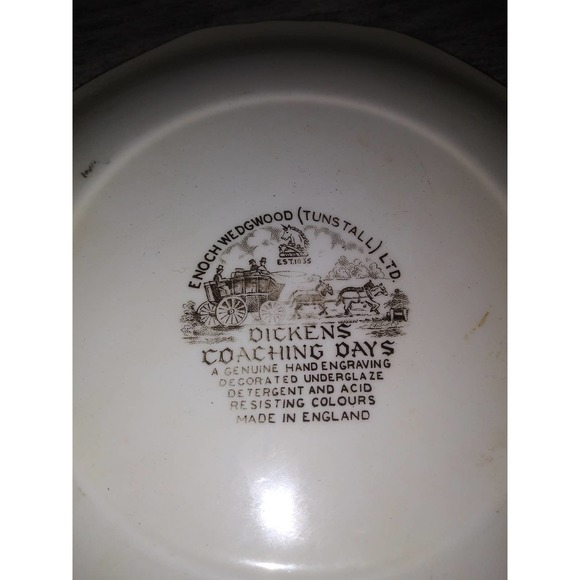 ENOCH WEDGWOOD (TUNSTALL) LTD.
EST. 1835
DICKENS
COACHING DAYS
A GENUINE HAND ENGRAVING
DECORATED UNDERGLAZE
DETERGENT AND ACID
RESISTING COLOURS
MADE IN ENGLAND